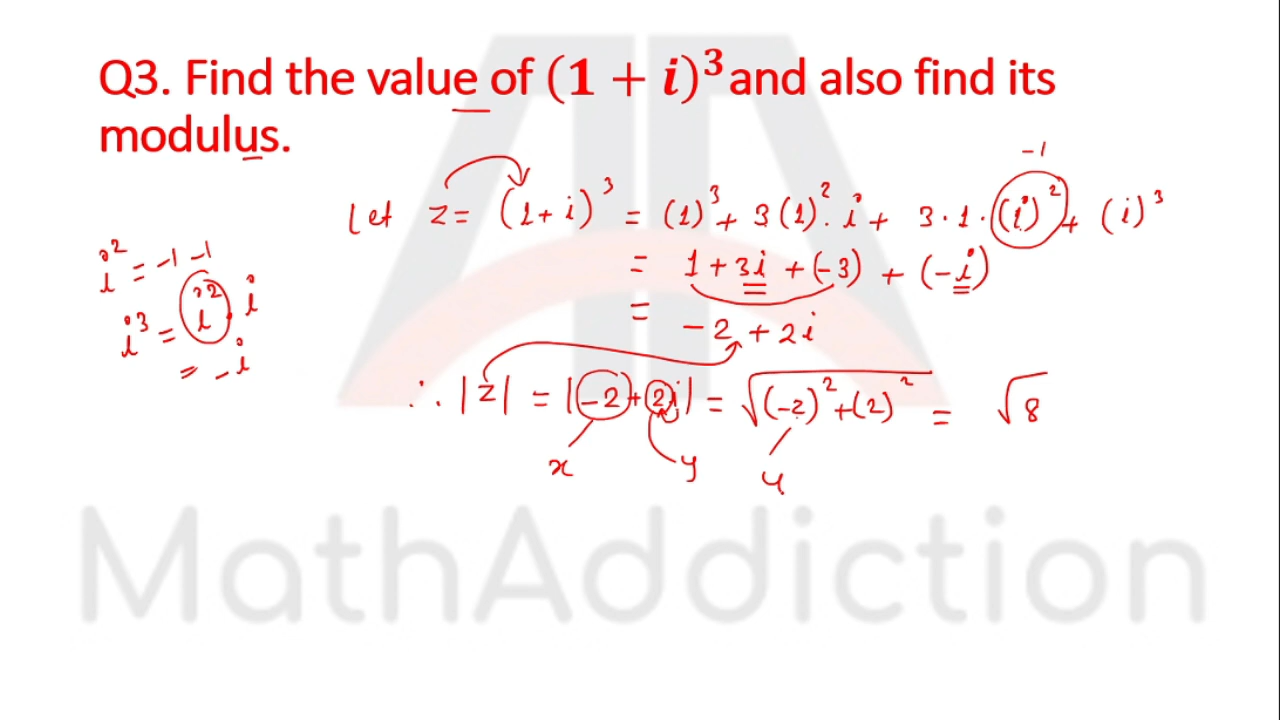 Q3. Find the value of (1 + i)³ and also find its
modulus.
-1
Let z = (1+i)³ = (1)³ + 3(1)². i + 3·1·(i)² + (i)³
i² = -1 -1
= 1 + 3i + (-3) + (-i)
i³ = i². i
= -2 + 2i
= -i
∴ |z| = |-2+2i| = √(-2)²+(2)² = √8
x y 4
MathAddiction